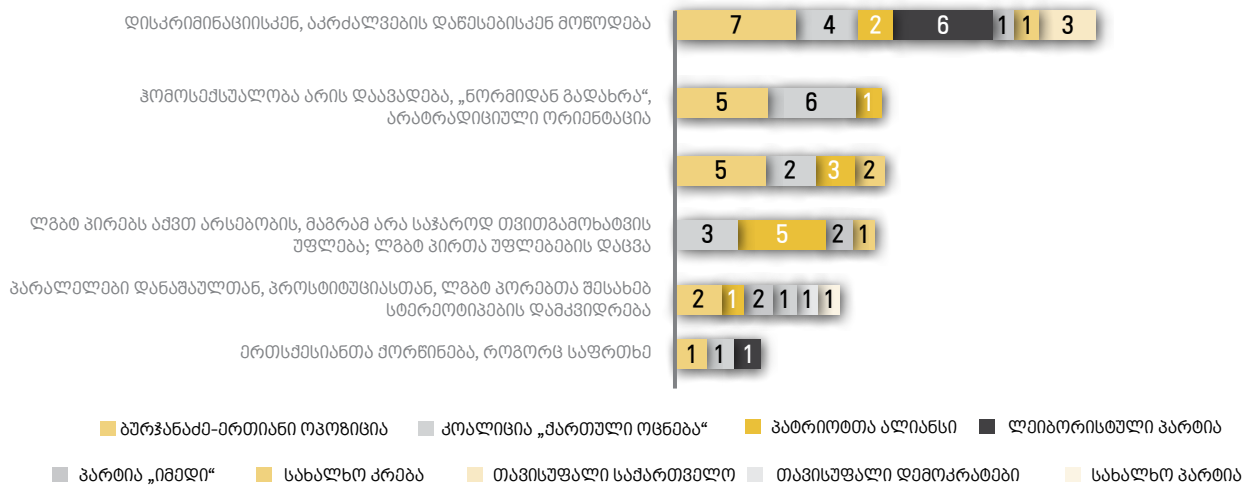 დისკრიმინაციისკენ, აკრძალვების დაწესებისკენ მოწოდება
7 4 2 6 1 1 3
ჰომოსექსუალობა არის დაავადება, „ნორმიდან გადახრა“,
არატრადიციული ორიენტაცია
5 6 1
5 2 3 2
ლგბტ პირებს აქვთ არსებობის, მაგრამ არა საჯაროდ თვითგამოხატვის
უფლება; ლგბტ პირთა უფლებების დაცვა
3 5 2 1
პარალელები დანაშაულთან, პროსტიტუციასთან, ლგბტ პორებთა შესახებ
სტერეოტიპების დამკვიდრება
2 1 2 1 1 1
ერთსქესიანთა ქორწინება, როგორც საფრთხე
1 1 1
ბურჯანაძე-ერთიანი ოპოზიცია კოალიცია „ქართული ოცნება“ პატრიოტთა ალიანსი ლეიბორისტული პარტია
პარტია „იმედი“ სახალხო კრება თავისუფალი საქართველო თავისუფალი დემოკრატები სახალხო პარტია